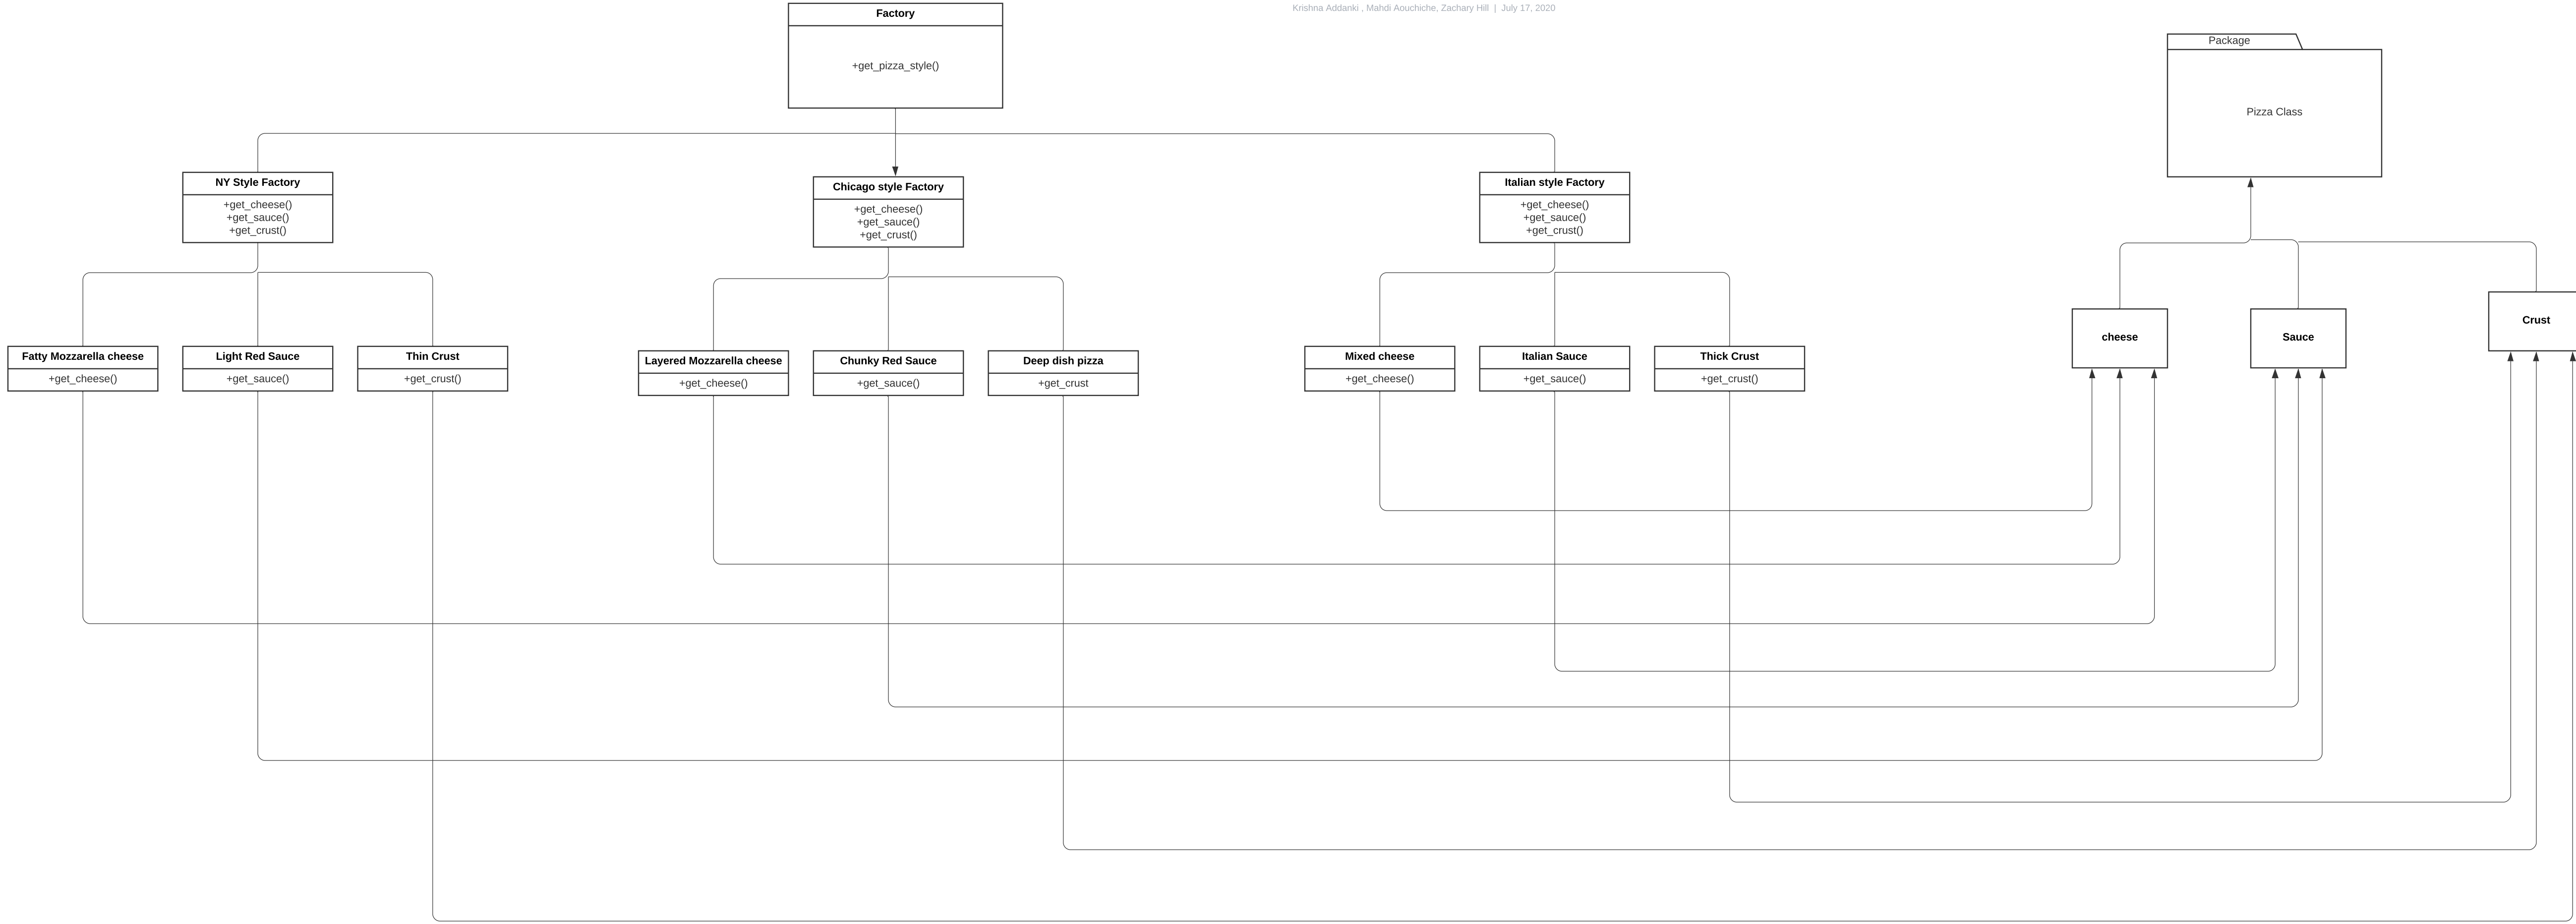 Krishna Addanki , Mahdi Aouchiche, Zachary Hill | July 17, 2020
Factory
+get_pizza_style()
Package
Pizza Class
NY Style Factory
+get_cheese()
+get_sauce()
+get_crust()
Chicago style Factory
+get_cheese()
+get_sauce()
+get_crust()
Italian style Factory
+get_cheese()
+get_sauce()
+get_crust()
cheese
Sauce
Crust
Fatty Mozzarella cheese
+get_cheese()
Light Red Sauce
+get_sauce()
Thin Crust
+get_crust()
Layered Mozzarella cheese
+get_cheese()
Chunky Red Sauce
+get_sauce()
Deep dish pizza
+get_crust
Mixed cheese
+get_cheese()
Italian Sauce
+get_sauce()
Thick Crust
+get_crust()